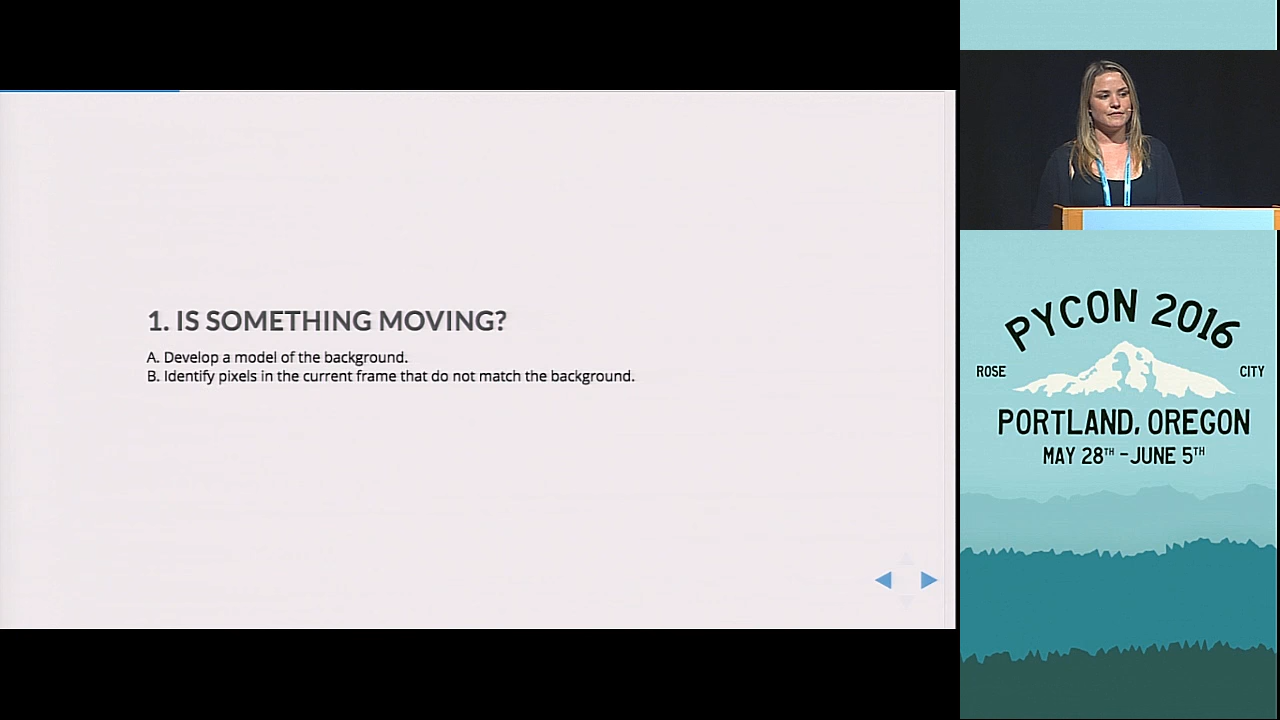 1. IS SOMETHING MOVING?
A. Develop a model of the background.
B. Identify pixels in the current frame that do not match the background.
PYCON 2016
ROSE CITY
PORTLAND, OREGON
MAY 28TH - JUNE 5TH